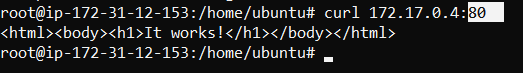 root@ip-172-31-12-153:/home/ubuntu# curl 172.17.0.4:80
<html><body><h1>It works!</h1></body></html>
root@ip-172-31-12-153:/home/ubuntu#